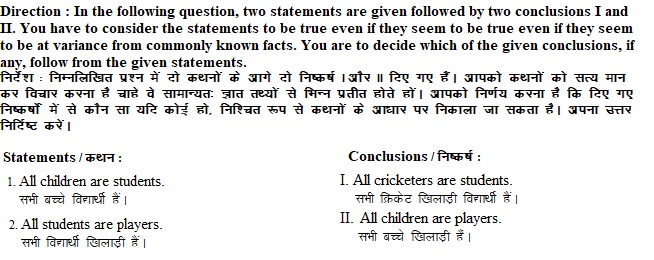 Direction : In the following question, two statements are given followed by two conclusions I and
II. You have to consider the statements to be true even if they seem to be true even if they seem
to be at variance from commonly known facts. You are to decide which of the given conclusions, if
any, follow from the given statements.
निर्देश : निम्नलिखित प्रश्न में दो कथनों के आगे दो निष्कर्ष I और II दिए गए हैं। आपको कथनों को सत्य मान
कर विचार करना है चाहे वे सामान्यतः ज्ञात तथ्यों से भिन्न प्रतीत होते हों। आपको निर्णय करना है कि दिए गए
निष्कर्षों में से कौन सा यदि कोई हो, निश्चित रूप से कथनों के आधार पर निकाला जा सकता है। अपना उत्तर
निर्दिष्ट करें।
Statements / कथन :
1. All children are students.
सभी बच्चे विद्यार्थी हैं।
2. All students are players.
सभी विद्यार्थी खिलाड़ी हैं।
Conclusions / निष्कर्ष :
I. All cricketers are students.
सभी क्रिकेट खिलाड़ी विद्यार्थी हैं।
II. All children are players.
सभी बच्चे खिलाड़ी हैं।